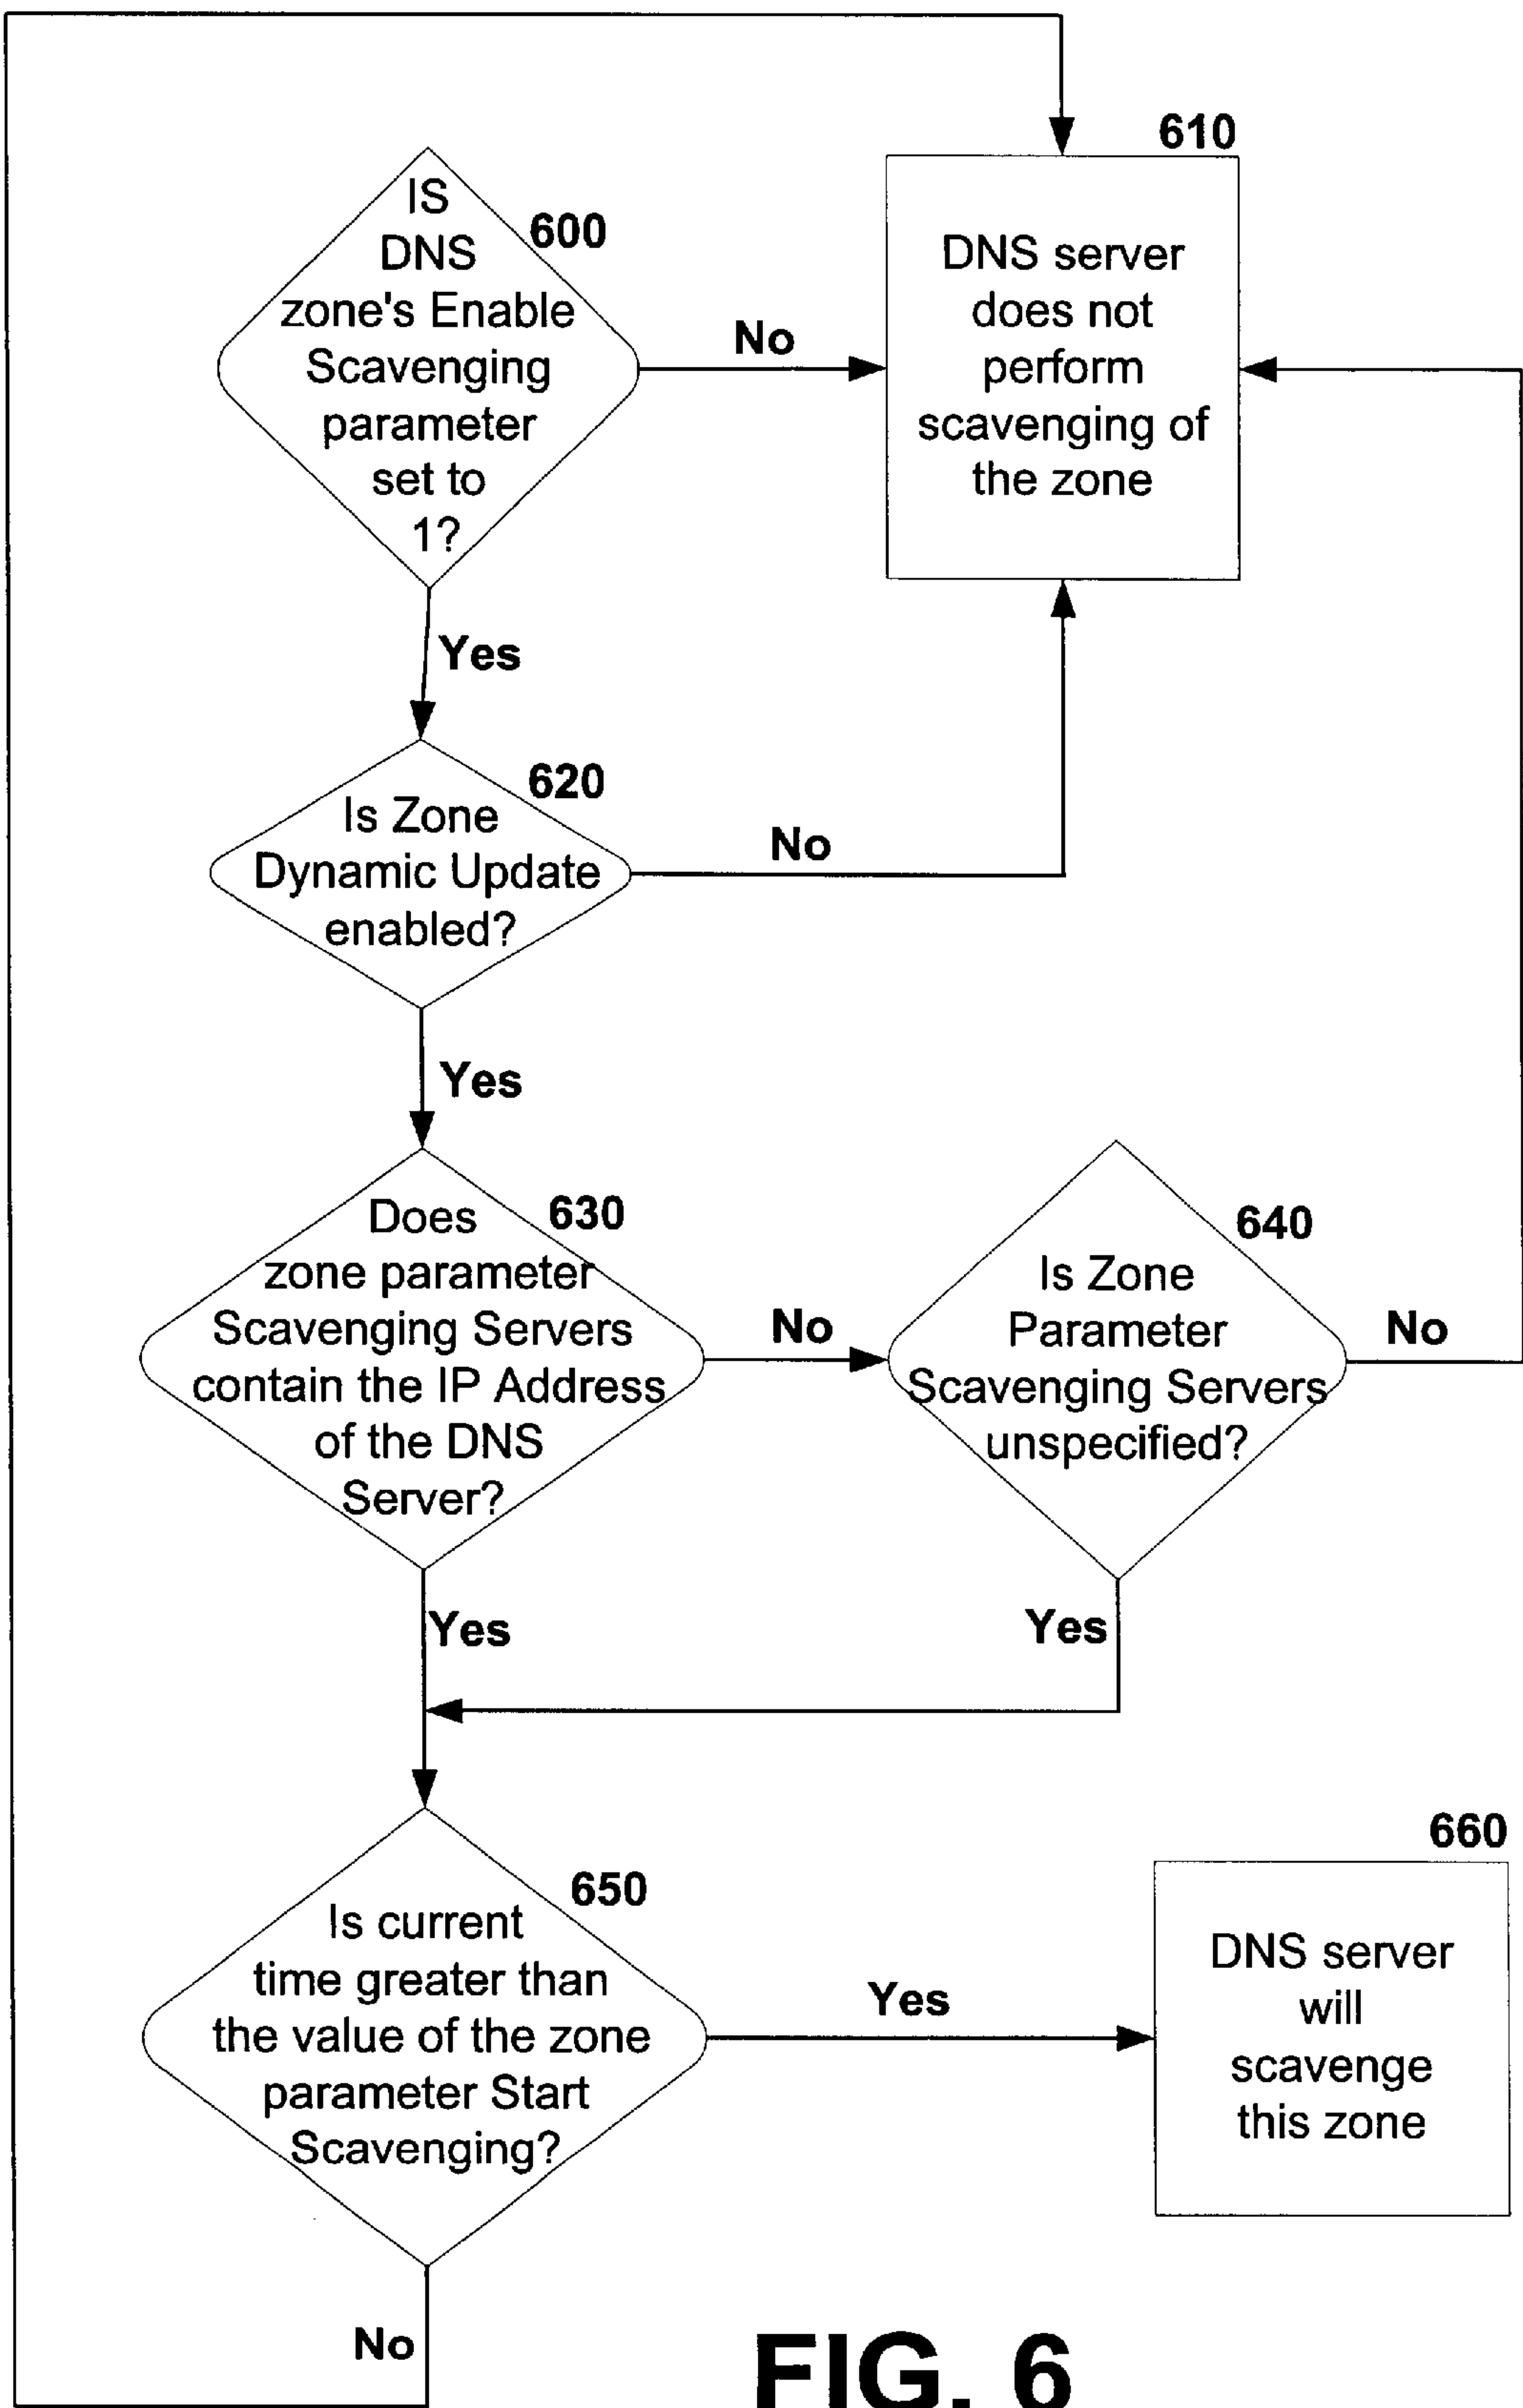 610
DNS server
does not
perform
scavenging of
the zone
600
IS
DNS
zone's Enable
Scavenging
parameter
set to
1?
No
Yes
620
Is Zone
Dynamic Update
enabled?
No
Yes
630
Does
zone parameter
Scavenging Servers
contain the IP Address
of the DNS
Server?
No
640
Is Zone
Parameter
Scavenging Servers
unspecified?
No
Yes
Yes
650
Is current
time greater than
the value of the zone
parameter Start
Scavenging?
Yes
660
DNS server
will
scavenge
this zone
No
FIG. 6